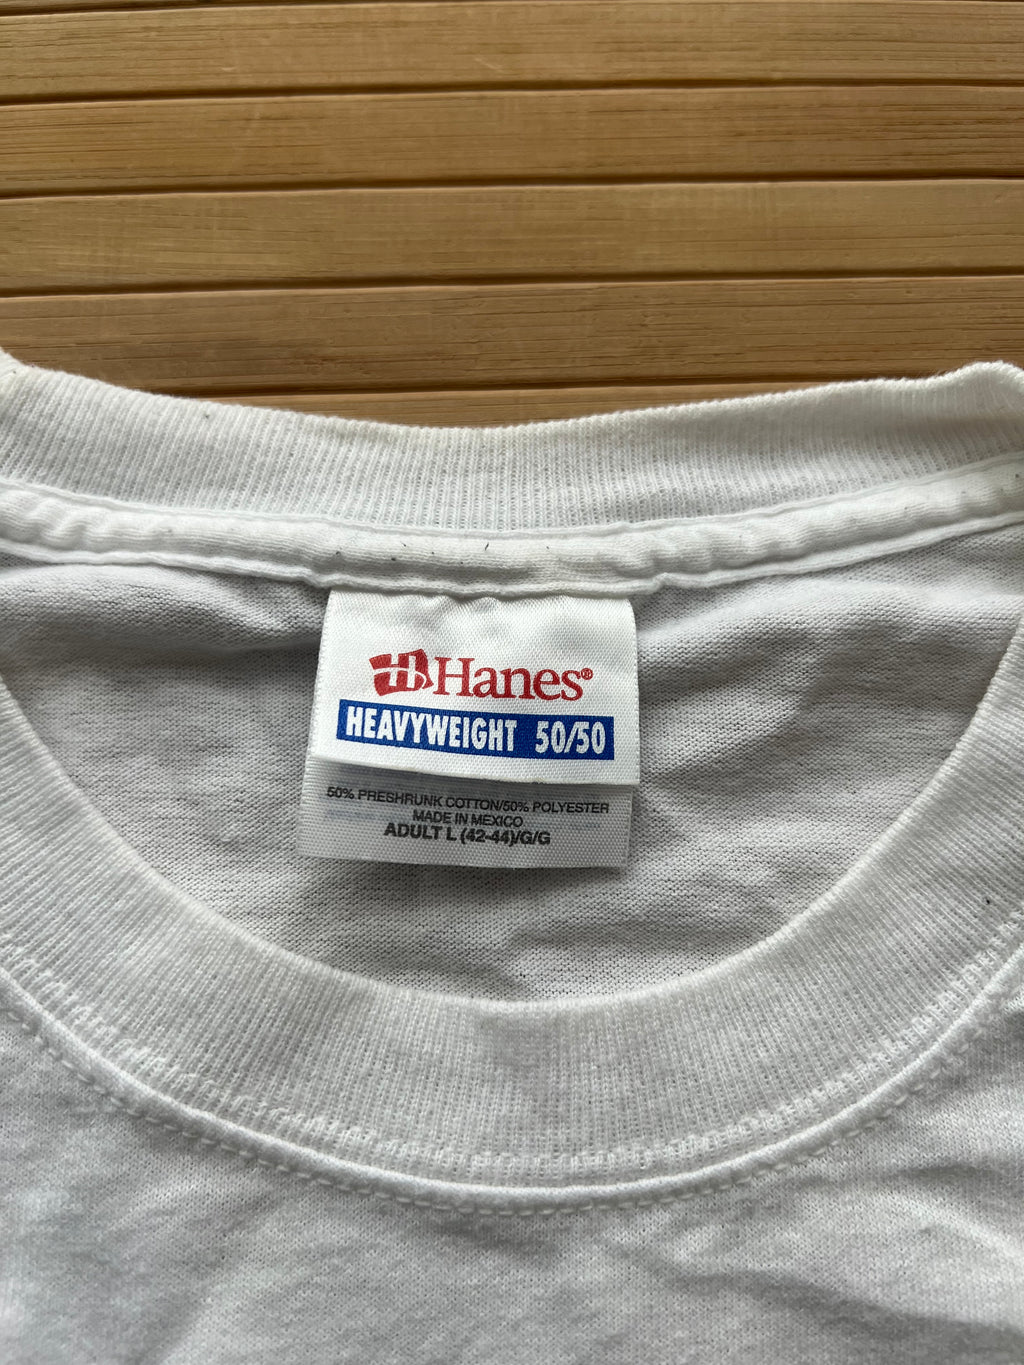 Hanes®
HEAVYWEIGHT 50/50
50% PRESHRUNK COTTON/50% POLYESTER
MADE IN MEXICO
ADULT L (42-44)/G/G